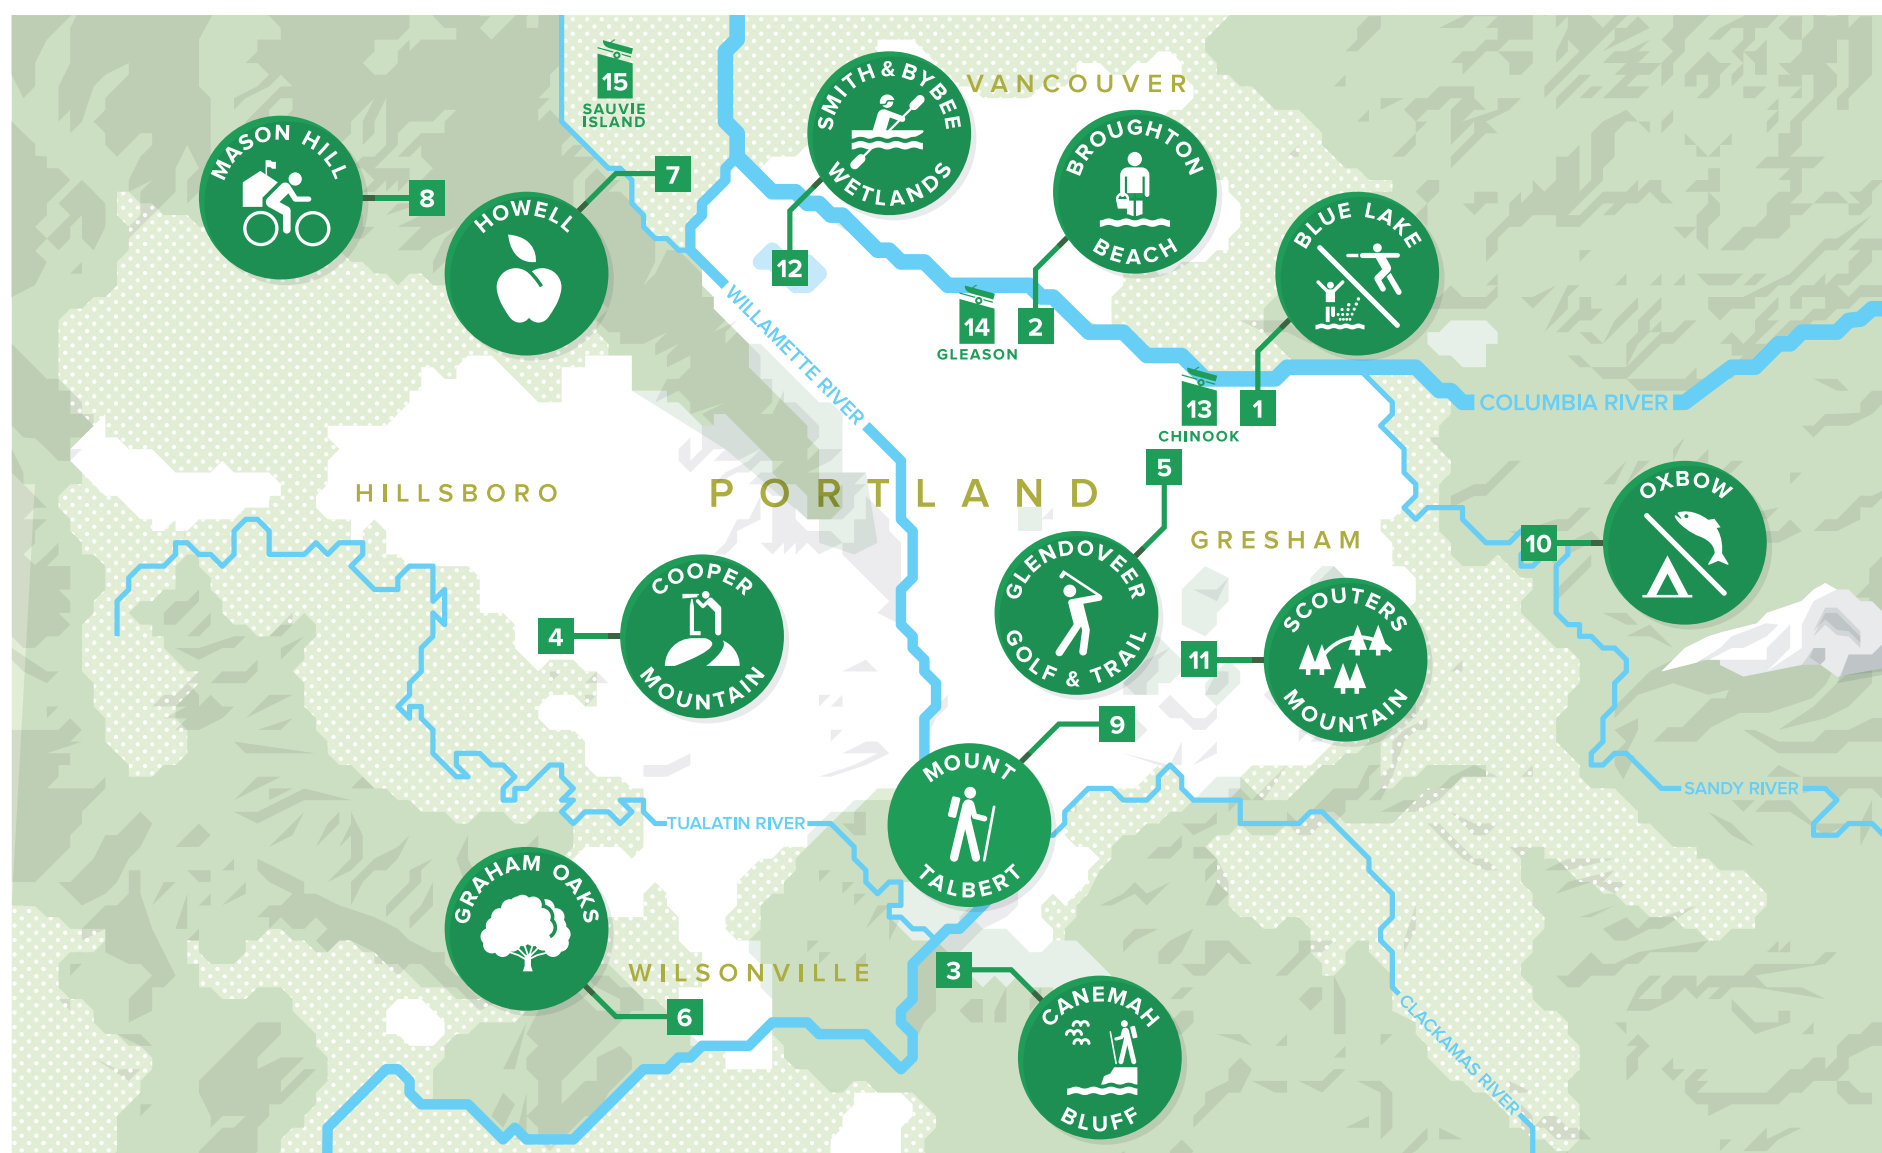 15
SAUVIE
ISLAND
SMITH & BYBEE
WETLANDS
VANCOUVER
MASON HILL
8
HOWELL
7
12
BROUGHTON
BEACH
BLUE LAKE
14
GLEASON
2
13
CHINOOK
1
WILLAMETTE RIVER
COLUMBIA RIVER
HILLSBORO
PORTLAND
5
GRESHAM
OXBOW
10
COOPER
MOUNTAIN
4
GLENDOVEER
GOLF & TRAIL
11
SCOUTERS
MOUNTAIN
9
MOUNT
TALBERT
SANDY RIVER
TUALATIN RIVER
GRAHAM OAKS
6
WILSONVILLE
3
CANEMAH
BLUFF
CLACKAMAS RIVER